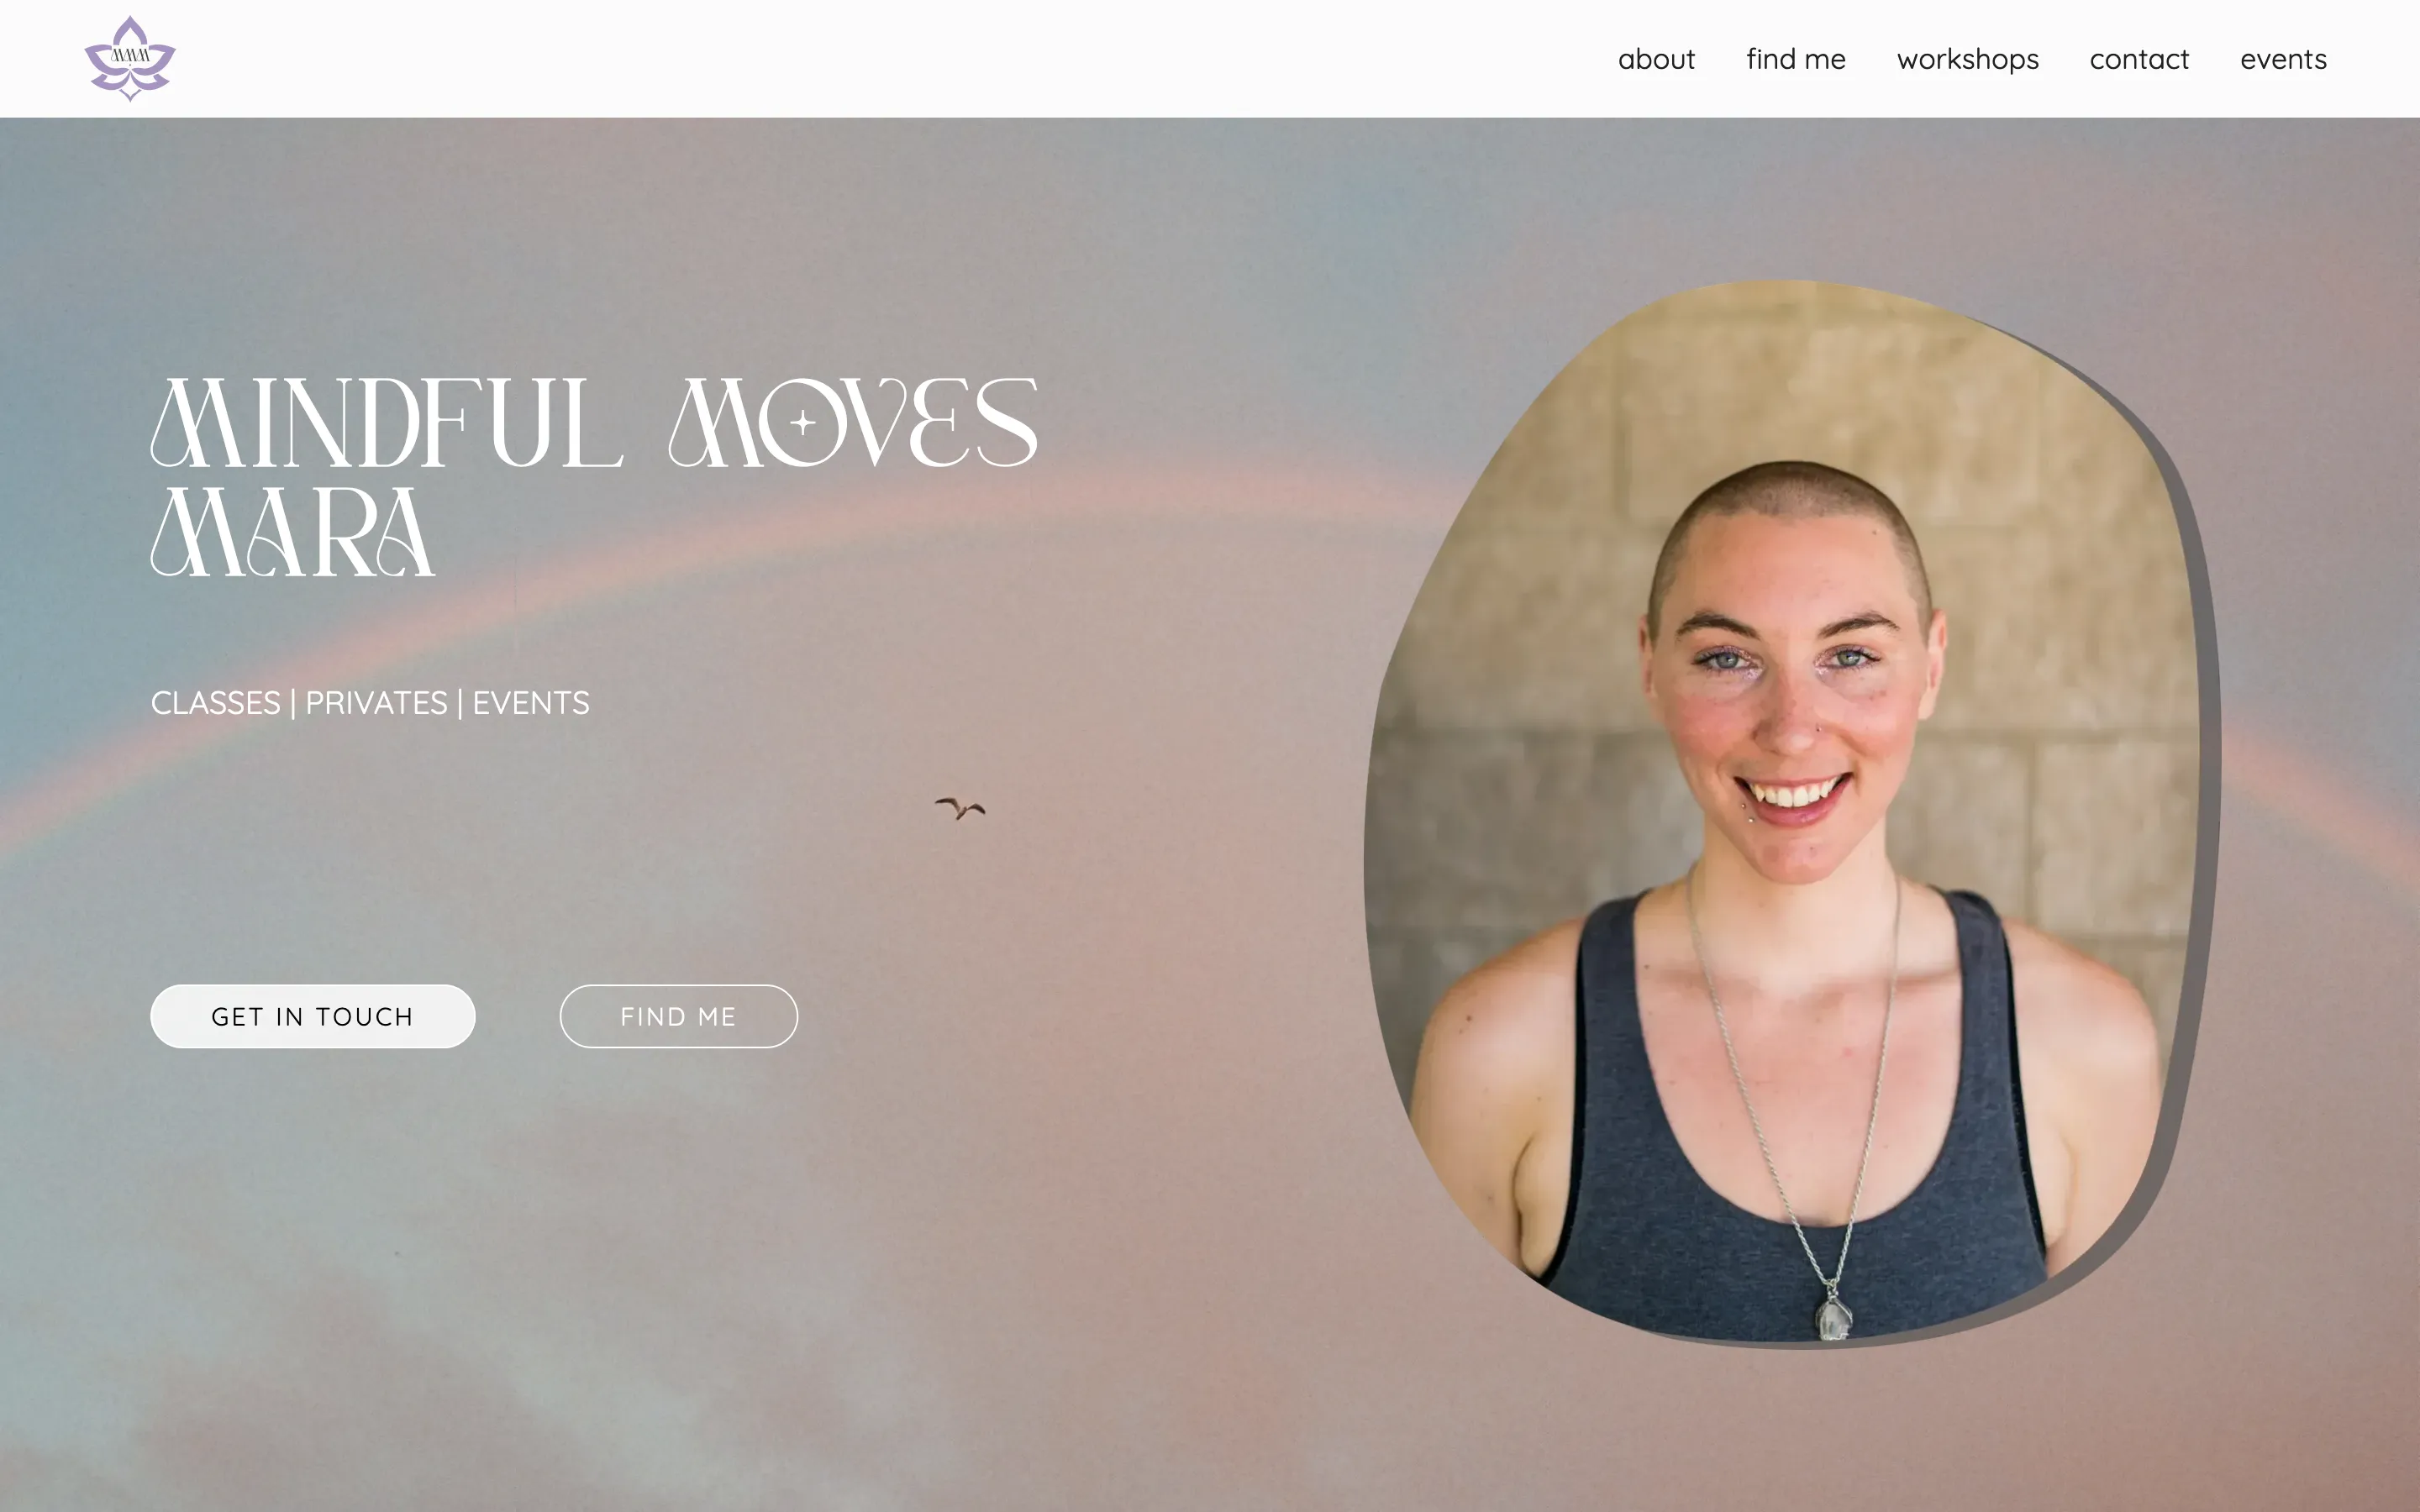 MMM
about
find me
workshops
contact
events
MINDFUL MOVES
MARA
CLASSES | PRIVATES | EVENTS
GET IN TOUCH
FIND ME